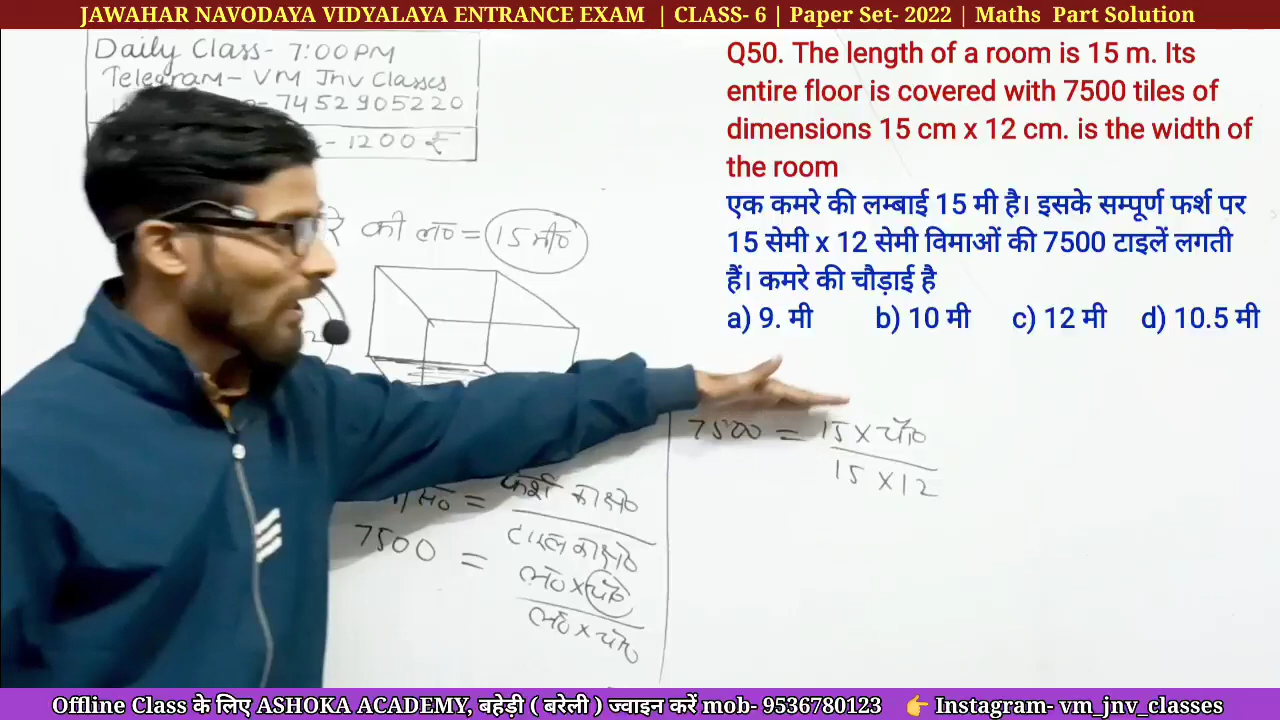 JAWAHAR NAVODAYA VIDYALAYA ENTRANCE EXAM | CLASS- 6 | Paper Set- 2022 | Maths Part Solution
Daily Class- 7:00PM
Telegram- VM Jnv Classes
7452905220
- 1200 ₹
की ल० = 15 मी०
Q50. The length of a room is 15 m. Its
entire floor is covered with 7500 tiles of
dimensions 15 cm x 12 cm. is the width of
the room
एक कमरे की लम्बाई 15 मी है। इसके सम्पूर्ण फर्श पर
15 सेमी x 12 सेमी विमाओं की 7500 टाइलें लगती
हैं। कमरे की चौड़ाई है
a) 9. मी b) 10 मी c) 12 मी d) 10.5 मी
= फर्श का क्षे०
टाइल का क्षे०
7500 = ल० × चौ०
ल० × चौ०
7500 = 15 × चौ०
15 × 12
Offline Class के लिए ASHOKA ACADEMY, बहेड़ी ( बरेली ) ज्वाइन करें mob- 9536780123 👉 Instagram- vm_jnv_classes